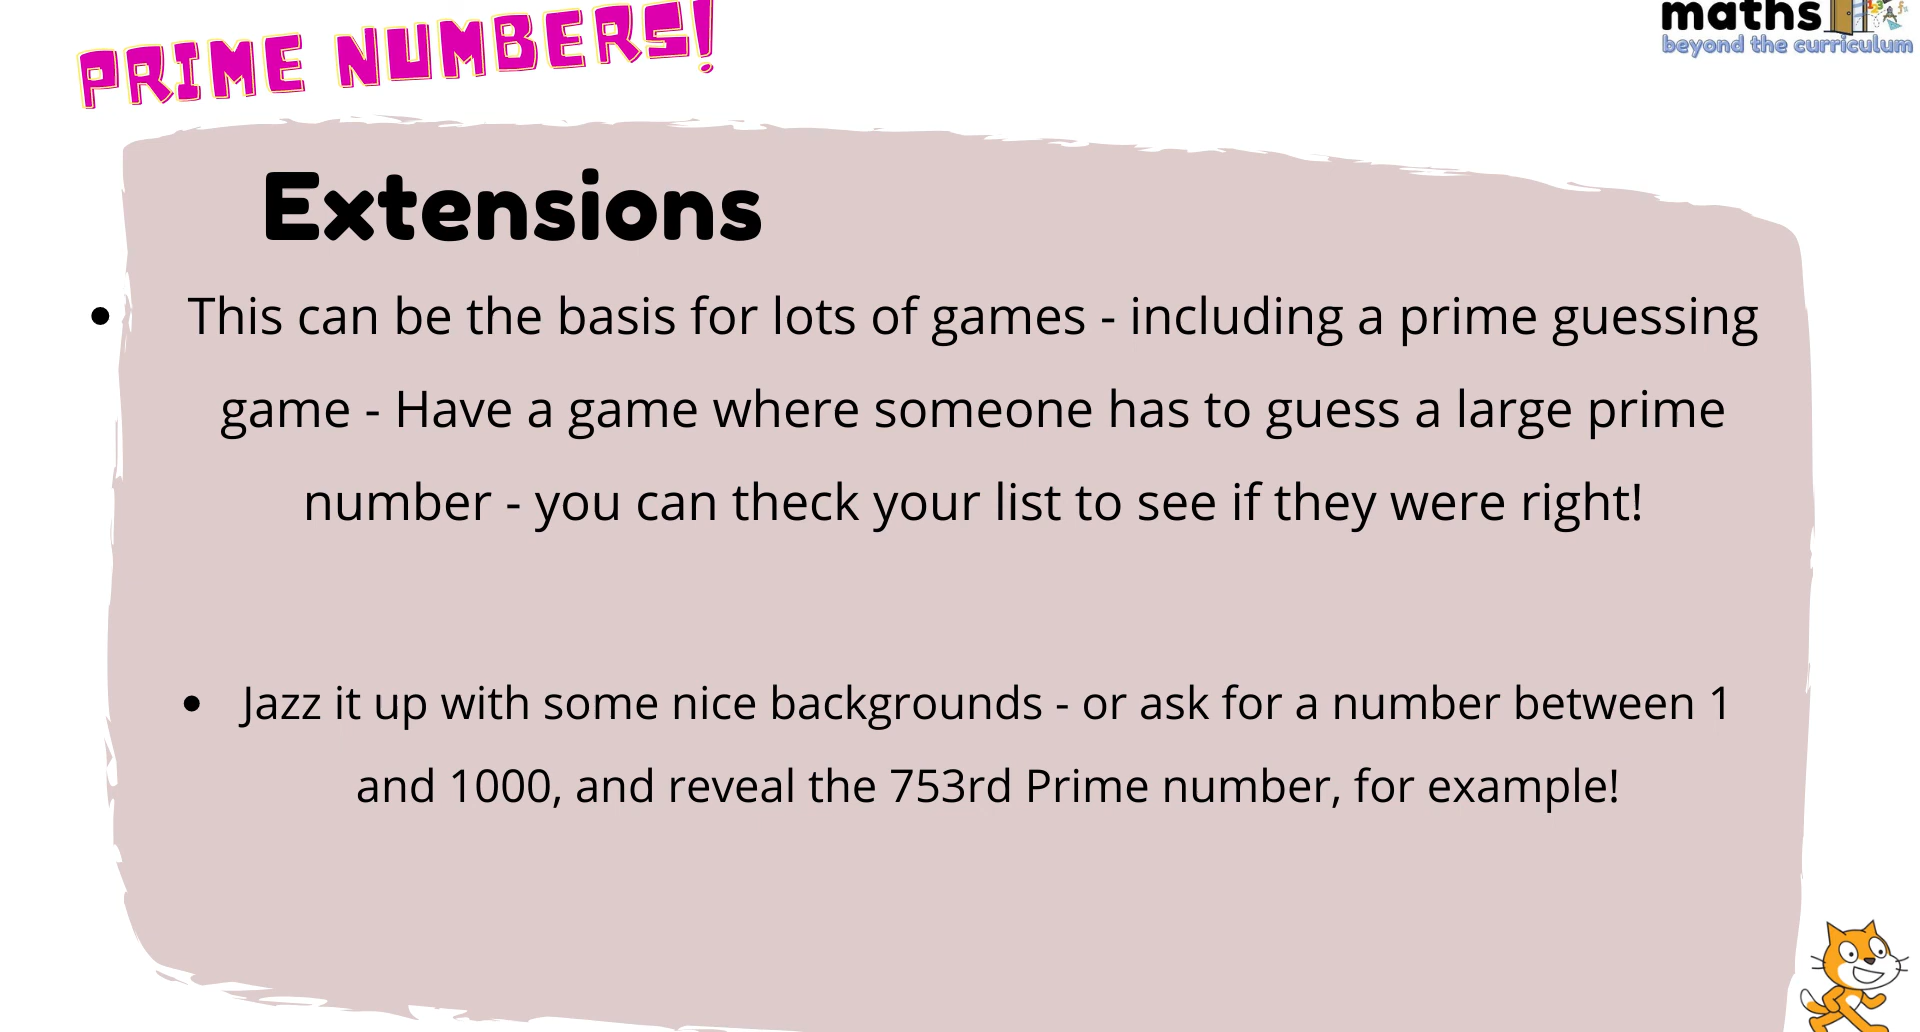 PRIME NUMBERS!
maths
beyond the curriculum
Extensions
• This can be the basis for lots of games - including a prime guessing
game - Have a game where someone has to guess a large prime
number - you can theck your list to see if they were right!
• Jazz it up with some nice backgrounds - or ask for a number between 1
and 1000, and reveal the 753rd Prime number, for example!